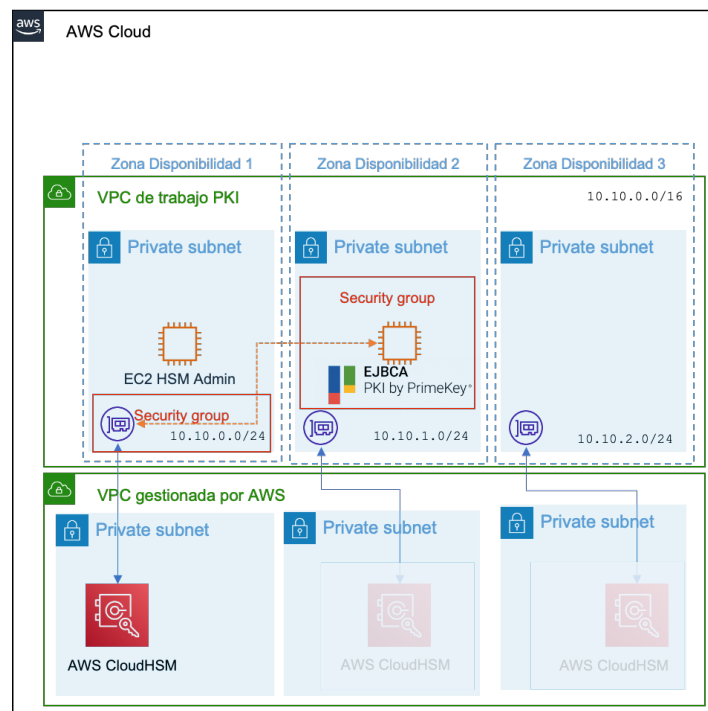 aws
AWS Cloud
Zona Disponibilidad 1
Zona Disponibilidad 2
Zona Disponibilidad 3
VPC de trabajo PKI
10.10.0.0/16
Private subnet
Private subnet
Private subnet
Security group
EC2 HSM Admin
EJBCA
PKI by PrimeKey®
Security group
10.10.0.0/24
10.10.1.0/24
10.10.2.0/24
VPC gestionada por AWS
Private subnet
Private subnet
Private subnet
AWS CloudHSM
AWS CloudHSM
AWS CloudHSM